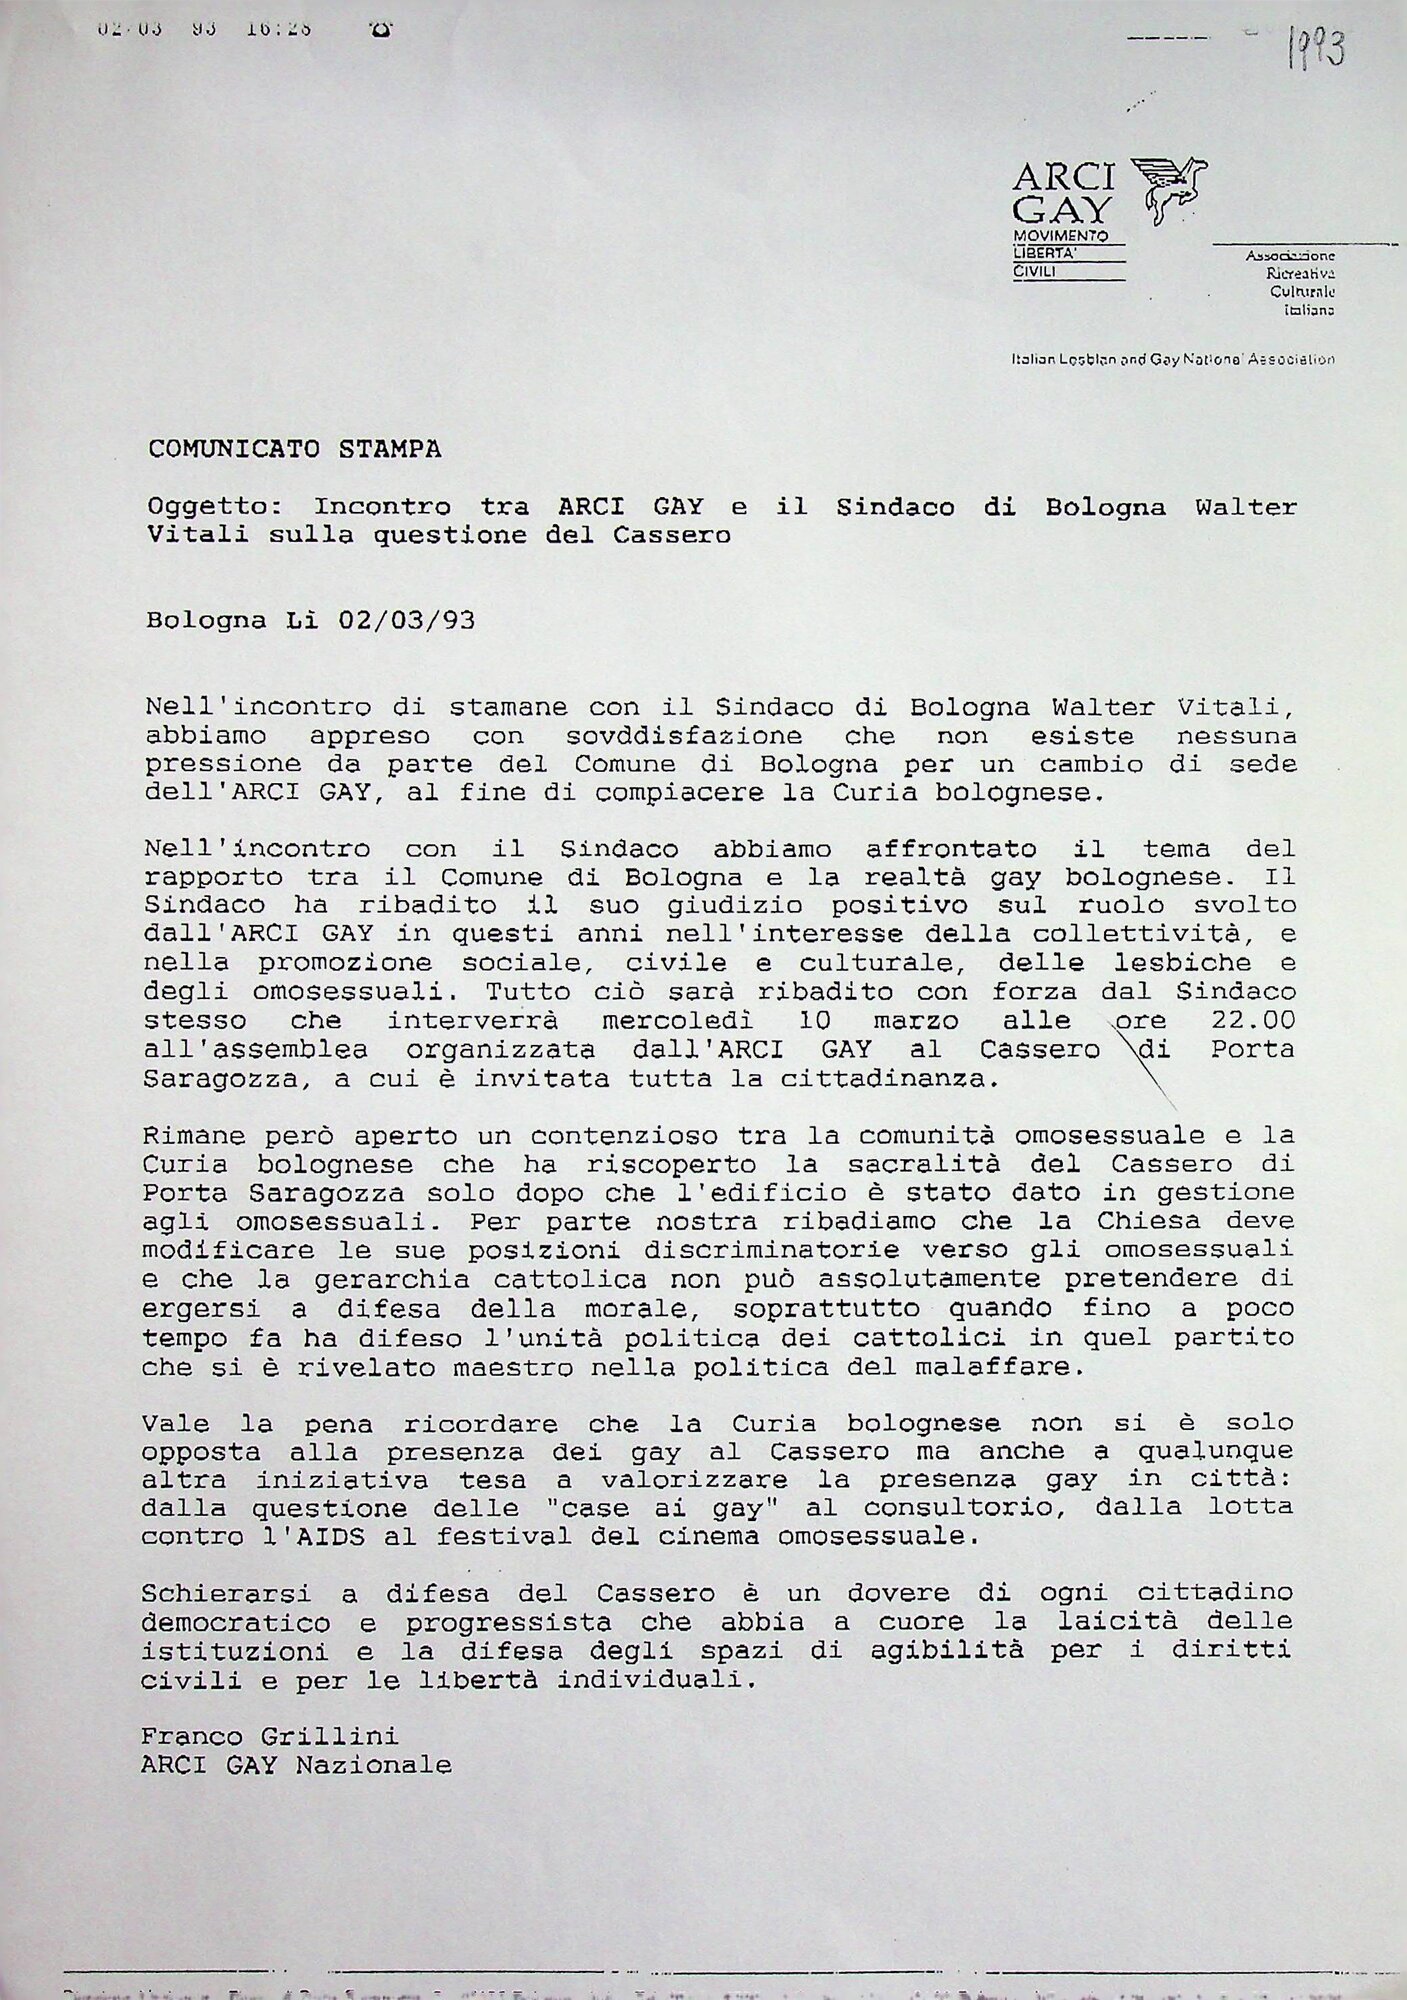 02-03 93 16:28
1993
ARCI
GAY
MOVIMENTO
LIBERTA'
CIVILI
Associazione
Ricreativa
Culturale
Italiana
Italian Lesbian and Gay National Association
COMUNICATO STAMPA
Oggetto: Incontro tra ARCI GAY e il Sindaco di Bologna Walter
Vitali sulla questione del Cassero
Bologna Lì 02/03/93
Nell'incontro di stamane con il Sindaco di Bologna Walter Vitali,
abbiamo appreso con sovddisfazione che non esiste nessuna
pressione da parte del Comune di Bologna per un cambio di sede
dell'ARCI GAY, al fine di compiacere la Curia bolognese.
Nell'incontro con il Sindaco abbiamo affrontato il tema del
rapporto tra il Comune di Bologna e la realtà gay bolognese. Il
Sindaco ha ribadito il suo giudizio positivo sul ruolo svolto
dall'ARCI GAY in questi anni nell'interesse della collettività, e
nella promozione sociale, civile e culturale, delle lesbiche e
degli omosessuali. Tutto ciò sarà ribadito con forza dal Sindaco
stesso che interverrà mercoledì 10 marzo alle ore 22.00
all'assemblea organizzata dall'ARCI GAY al Cassero di Porta
Saragozza, a cui è invitata tutta la cittadinanza.
Rimane però aperto un contenzioso tra la comunità omosessuale e la
Curia bolognese che ha riscoperto la sacralità del Cassero di
Porta Saragozza solo dopo che l'edificio è stato dato in gestione
agli omosessuali. Per parte nostra ribadiamo che la Chiesa deve
modificare le sue posizioni discriminatorie verso gli omosessuali
e che la gerarchia cattolica non può assolutamente pretendere di
ergersi a difesa della morale, soprattutto quando fino a poco
tempo fa ha difeso l'unità politica dei cattolici in quel partito
che si è rivelato maestro nella politica del malaffare.
Vale la pena ricordare che la Curia bolognese non si è solo
opposta alla presenza dei gay al Cassero ma anche a qualunque
altra iniziativa tesa a valorizzare la presenza gay in città:
dalla questione delle "case ai gay" al consultorio, dalla lotta
contro l'AIDS al festival del cinema omosessuale.
Schierarsi a difesa del Cassero è un dovere di ogni cittadino
democratico e progressista che abbia a cuore la laicità delle
istituzioni e la difesa degli spazi di agibilità per i diritti
civili e per le libertà individuali.
Franco Grillini
ARCI GAY Nazionale